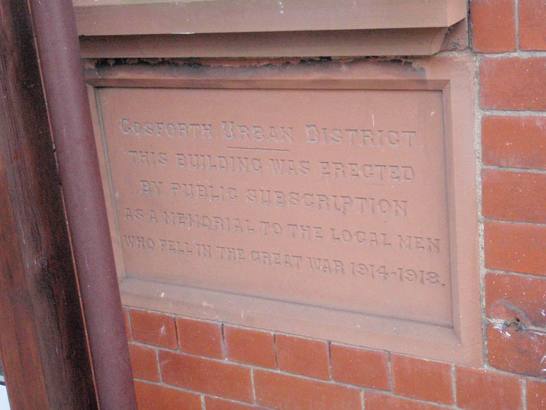 GOSFORTH URBAN DISTRICT
THIS BUILDING WAS ERECTED
BY PUBLIC SUBSCRIPTION
AS A MEMORIAL TO THE LOCAL MEN
WHO FELL IN THE GREAT WAR 1914-1918.